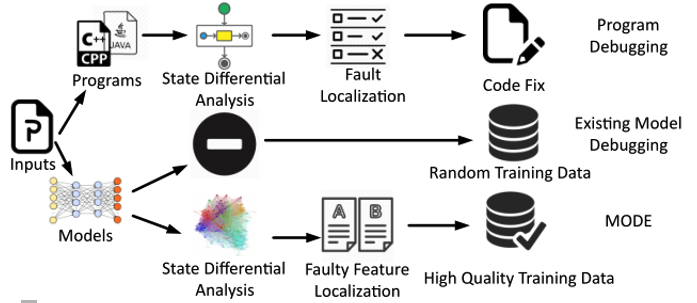 C++
CPP
JAVA
Programs
State Differential
Analysis
Fault
Localization
Code Fix
Program
Debugging
P
Inputs
Models
Random Training Data
Existing Model
Debugging
State Differential
Analysis
A B
Faulty Feature
Localization
High Quality Training Data
MODE